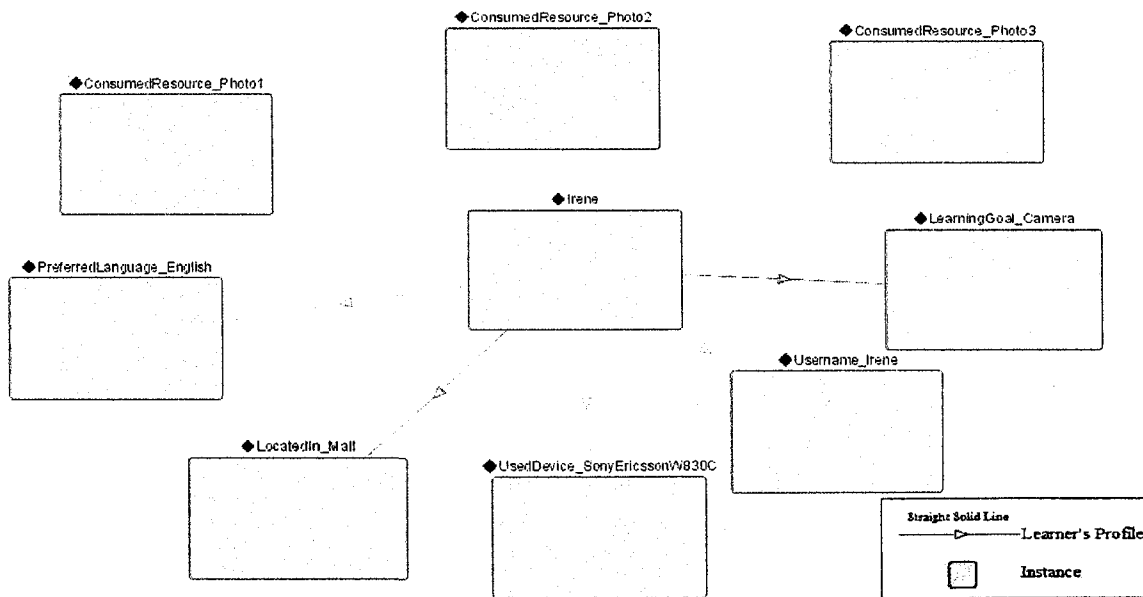 ◆ConsumedResource_Photo2
◆ConsumedResource_Photo3
◆ConsumedResource_Photo1
◆Irene
◆LearningGoal_Camera
◆PreferredLanguage_English
◆Username_Irene
◆LocatedIn_Mall
◆UsedDevice_SonyEricssonW830C
Straight Solid Line
Learner's Profile
Instance